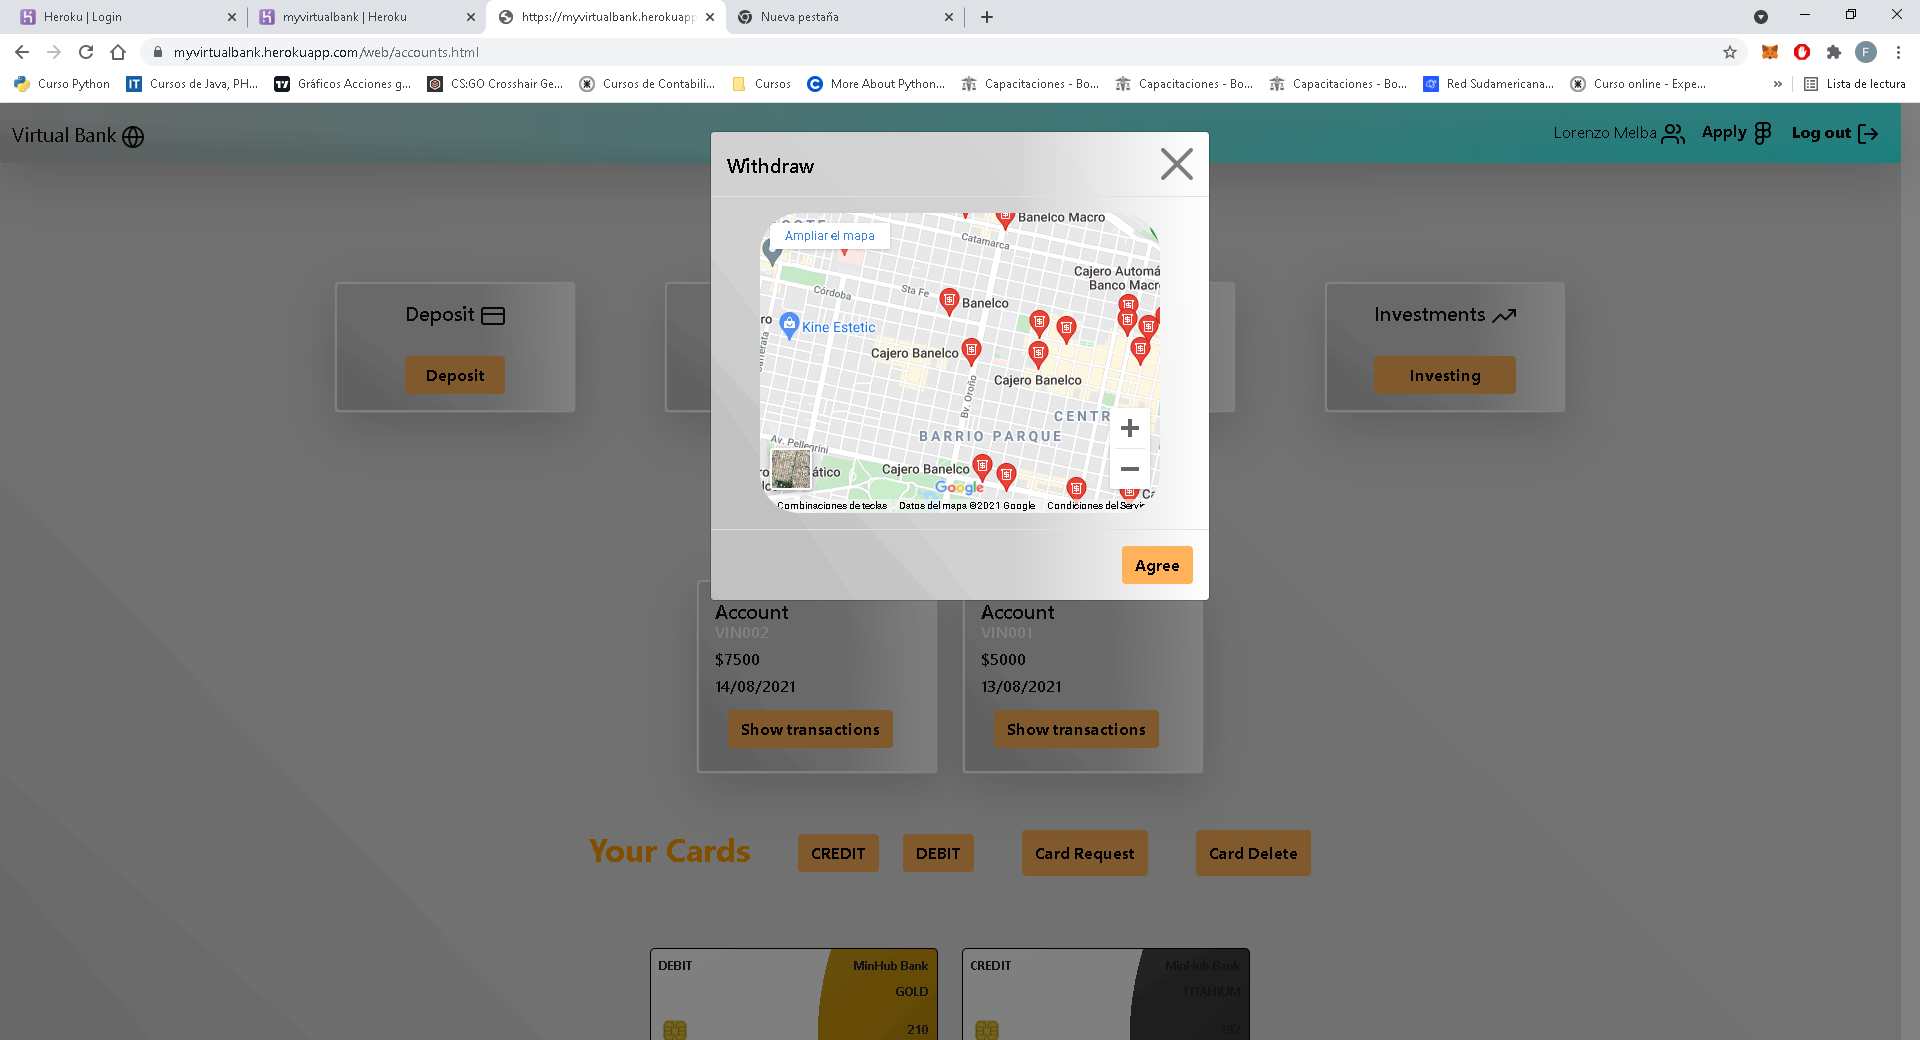 Heroku | Login
myvirtualbank | Heroku
https://myvirtualbank.herokuapp
Nueva pestaña
myvirtualbank.herokuapp.com/web/accounts.html
F
Curso Python
Cursos de Java, PH...
Gráficos Acciones g...
CS:GO Crosshair Ge...
Cursos de Contabili...
Cursos
More About Python...
Capacitaciones - Bo...
Capacitaciones - Bo...
Capacitaciones - Bo...
Red Sudamericana...
Curso online - Expe...
»
Lista de lectura
Virtual Bank
Lorenzo Melba
Apply
Log out
Withdraw
Ampliar el mapa
Banelco Macro
Catamarca
Cajero Automá
Banco Macro
Sta Fe
Córdoba
Banelco
Kine Estetic
Cajero Banelco
Cajero Banelco
Bv. Oroño
CENTR
BARRIO PARQUE
Av. Pellegrini
Cajero Banelco
ático
Google
Combinaciones de teclas
Datos del mapa ©2021 Google
Condiciones del Servi
Agree
Deposit
Deposit
Investments
Investing
Account
VIN002
$7500
14/08/2021
Show transactions
Account
VIN001
$5000
13/08/2021
Show transactions
Your Cards
CREDIT
DEBIT
Card Request
Card Delete
DEBIT
MinHub Bank
GOLD
210
CREDIT
MinHub Bank
TITANIUM
192